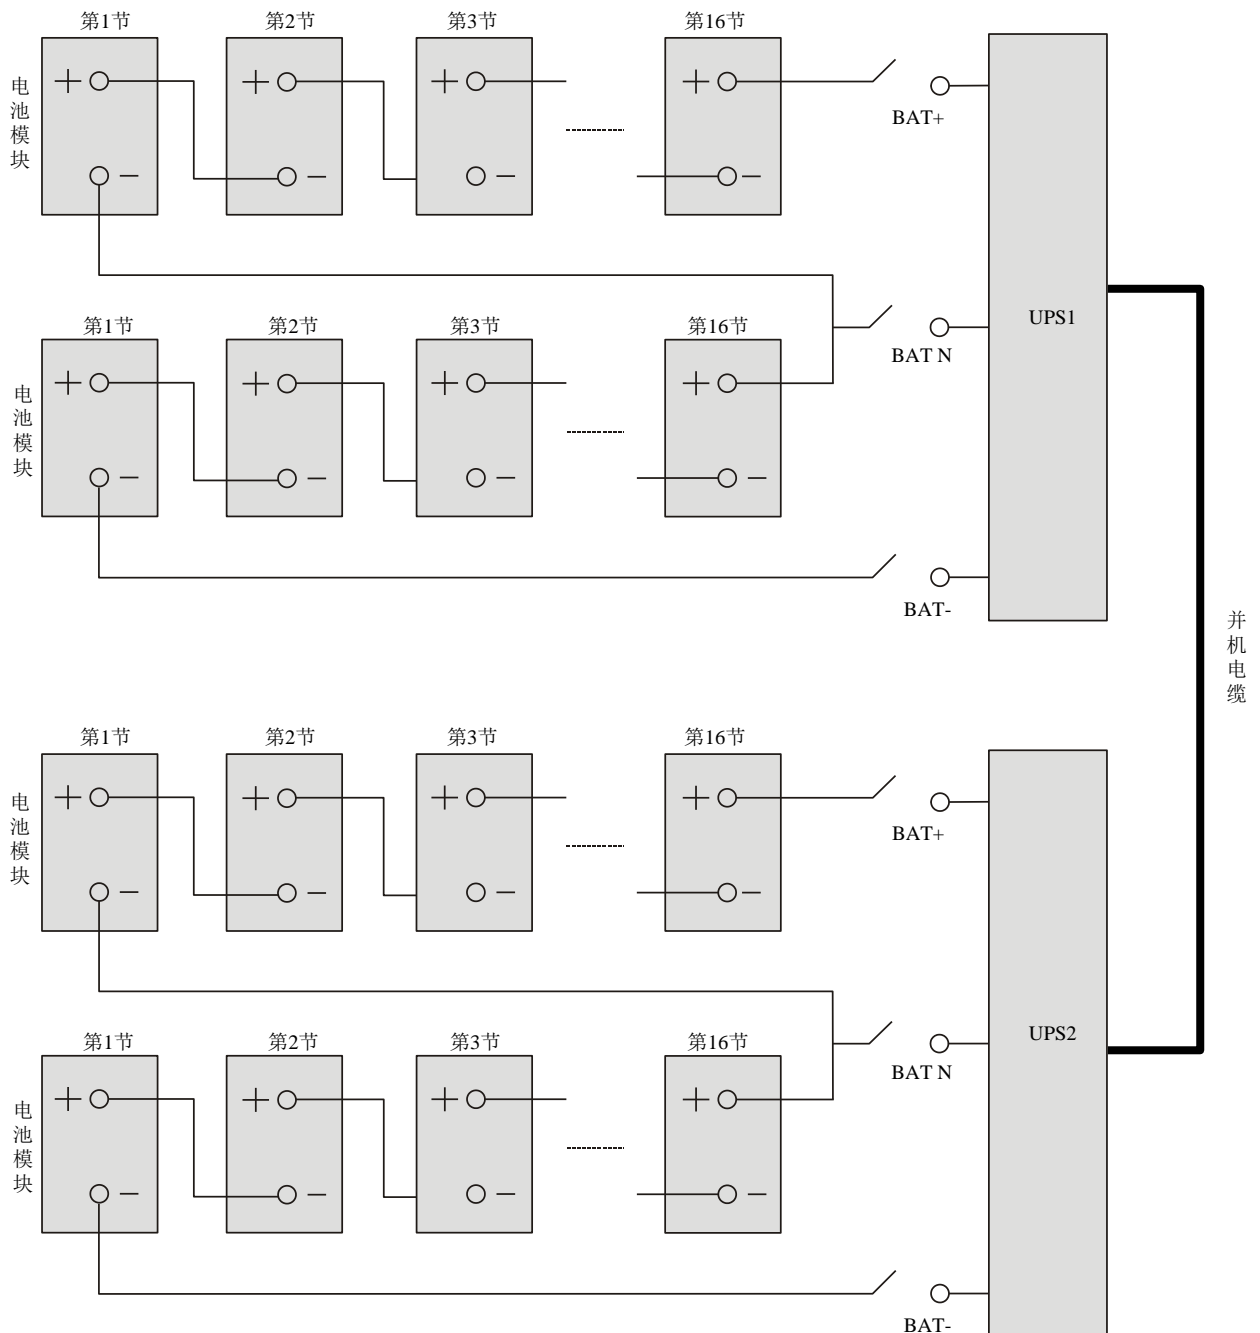 第1节 第2节 第3节 第16节
电池模块
BAT+
UPS1
第1节 第2节 第3节 第16节
电池模块
BAT N
BAT-
并机电缆
第1节 第2节 第3节 第16节
电池模块
BAT+
UPS2
第1节 第2节 第3节 第16节
电池模块
BAT N
BAT-